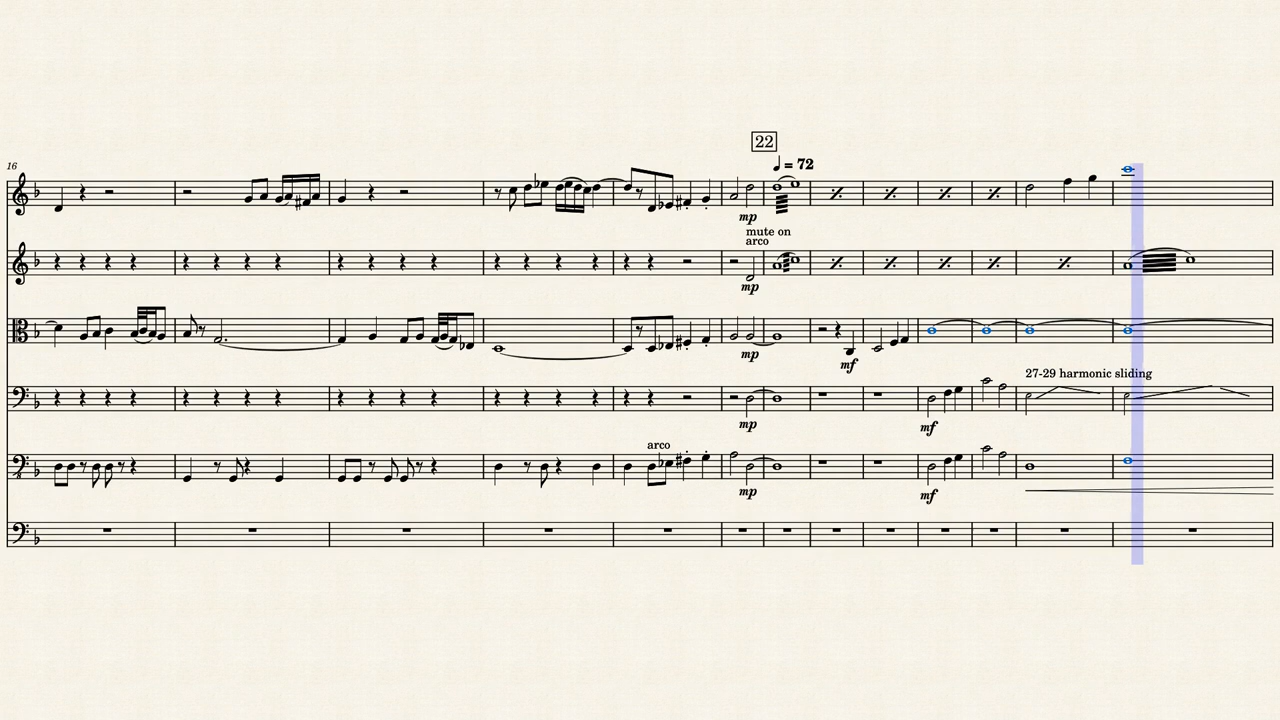 22
16
♩ = 72
mp
mute on
arco
mp
mp
mf
27-29 harmonic sliding
mp
mf
arco
mp
mf